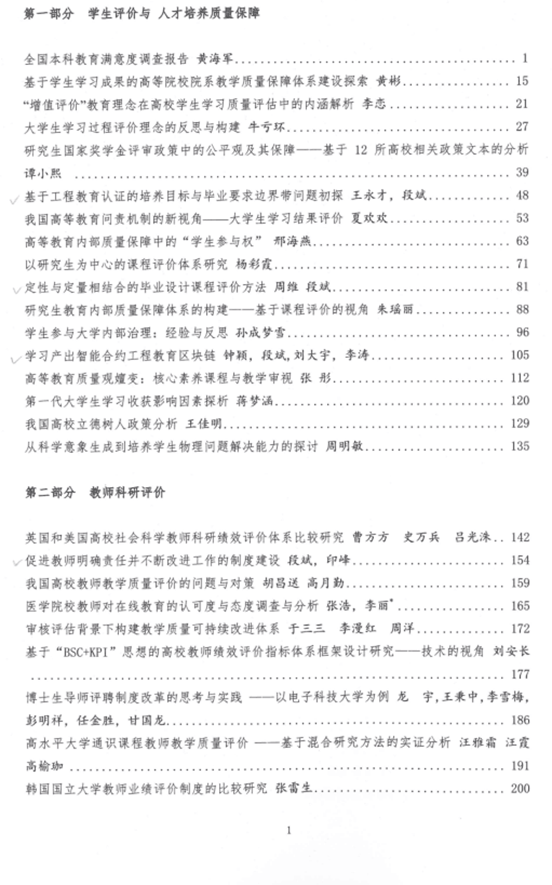 第一部分 学生评价与 人才培养质量保障
全国本科教育满意度调查报告 黄海军................................1
基于学生学习成果的高等院校院系教学质量保障体系建设探索 黄彬................15
“增值评价”教育理念在高校学生学习质量评估中的内涵解析 李恋................21
大学生学习过程评价理念的反思与构建 牛亏环................27
研究生国家奖学金评审政策中的公平观及其保障——基于 12 所高校相关政策文本的分析
谭小熙 ................39
基于工程教育认证的培养目标与毕业要求边界带问题初探 王永才，段斌................48
我国高等教育问责机制的新视角——大学生学习结果评价 夏欢欢................53
高等教育内部质量保障中的“学生参与权” 邢海燕................63
以研究生为中心的课程评价体系研究 杨彩霞................71
定性与定量相结合的毕业设计课程评价方法 周维 段斌................81
研究生教育内部质量保障体系的构建——基于课程评价的视角 朱瑶丽................88
学生参与大学内部治理：经验与反思 孙成梦雪................96
学习产出智能合约工程教育区块链 钟颖，段斌,刘大宇，李涛................105
高等教育质量观嬗变：核心素养课程与教学审视 张 彤................112
第一代大学生学习收获影响因素探析 蒋梦涵................120
我国高校立德树人政策分析 王佳明................129
从科学意象生成到培养学生物理问题解决能力的探讨 周明敏................135
第二部分 教师科研评价
英国和美国高校社会科学教师科研绩效评价体系比较研究 曹方方 史万兵 吕光洙..142
促进教师明确责任并不断改进工作的制度建设 段斌，印峰................154
我国高校教师教学质量评价的问题与对策 胡昌送 高月勤................159
医学院校教师对在线教育的认可度与态度调查与分析 张浩，李丽*................165
审核评估背景下构建教学质量可持续改进体系 于三三 李漫红 周洋................172
基于“BSC+KPI”思想的高校教师绩效评价指标体系框架设计研究——技术的视角 刘安长
................177
博士生导师评聘制度改革的思考与实践 ——以电子科技大学为例 龙 宇,王秉中,李雪梅，
彭明祥，任金胜，甘国龙................186
高水平大学通识课程教师教学质量评价 ——基于混合研究方法的实证分析 汪雅霜 汪霞
高榆珈 ................191
韩国国立大学教师业绩评价制度的比较研究 张雷生................200
1